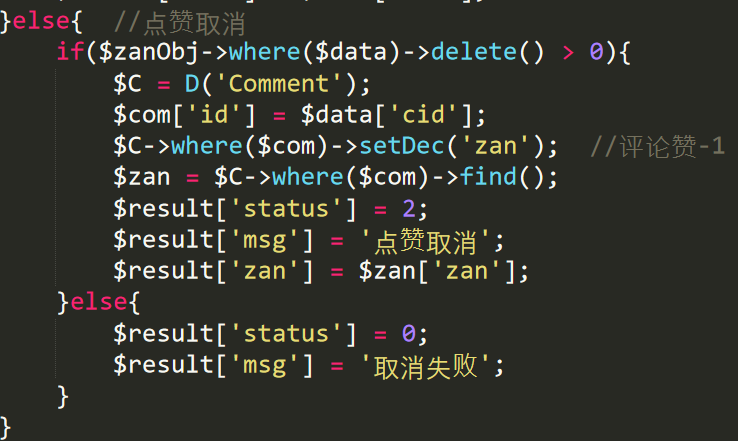 }else{  //点赞取消
    if($zanObj->where($data)->delete() > 0){
        $C = D('Comment');
        $com['id'] = $data['cid'];
        $C->where($com)->setDec('zan');  //评论赞-1
        $zan = $C->where($com)->find();
        $result['status'] = 2;
        $result['msg'] = '点赞取消';
        $result['zan'] = $zan['zan'];
    }else{
        $result['status'] = 0;
        $result['msg'] = '取消失败';
    }
}